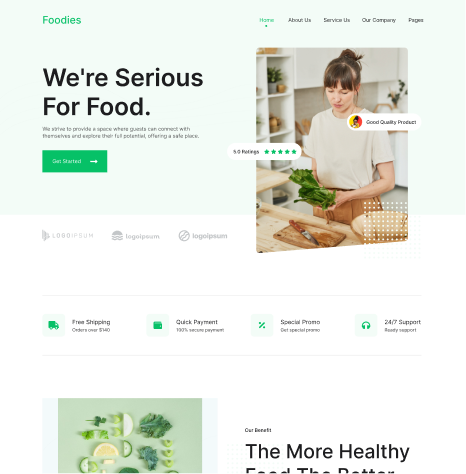 Foodies
Home About Us Service Us Our Company Pages
We're Serious
For Food.
We strive to provide a space where guests can connect with
themselves and explore their full potential, offering a safe place.
Get Started
Good Quality Product
5.0 Ratings
LOGOIPSUM logoipsum logoipsum
Free Shipping
Orders over $140
Quick Payment
100% secure payment
Special Promo
Get special promo
24/7 Support
Ready support
Our Benefit
The More Healthy
Food The Better